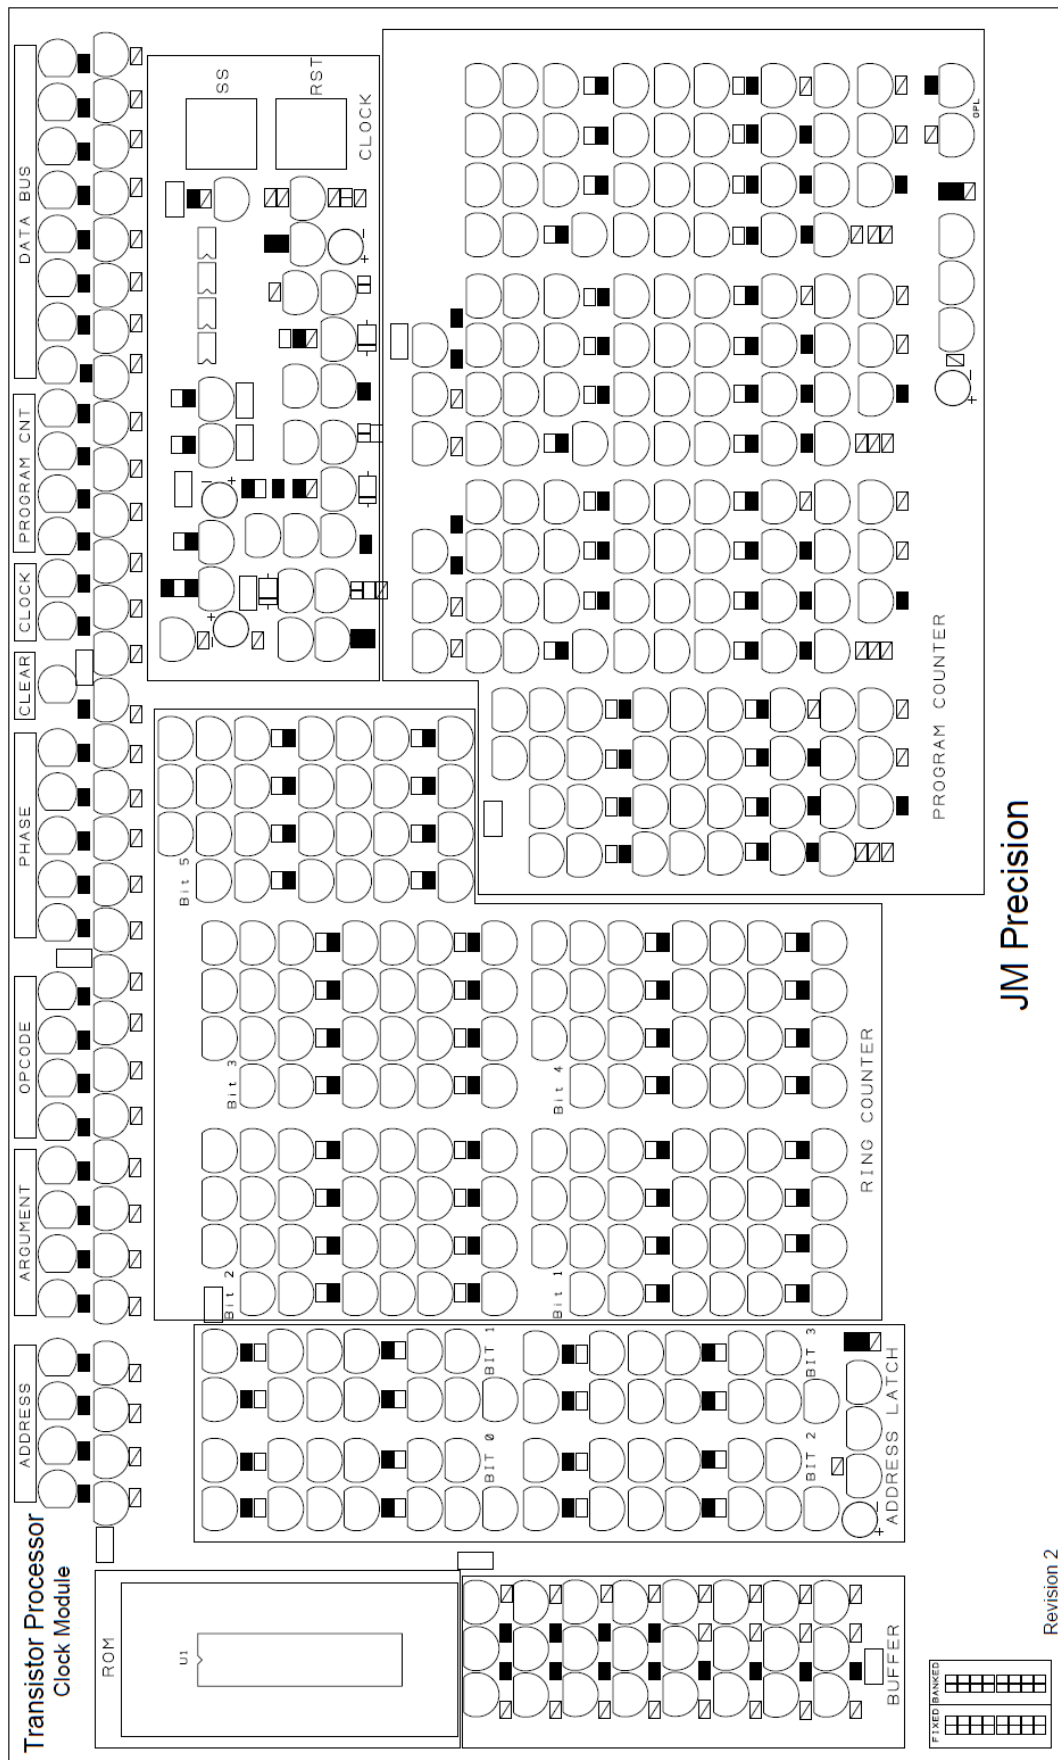 Transistor Processor
Clock Module
ADDRESS
ARGUMENT
OPCODE
PHASE
CLEAR
CLOCK
PROGRAM CNT
DATA BUS
ROM
U1
BUFFER
FIXED
BANKED
Revision 2
BIT 0
BIT 1
BIT 2
BIT 3
ADDRESS LATCH
Bit 2
Bit 3
Bit 5
Bit 1
Bit 4
RING COUNTER
SS
RST
CLOCK
PROGRAM COUNTER
OPL
JM Precision
+
-
+
-
+
-
+
-
+
-